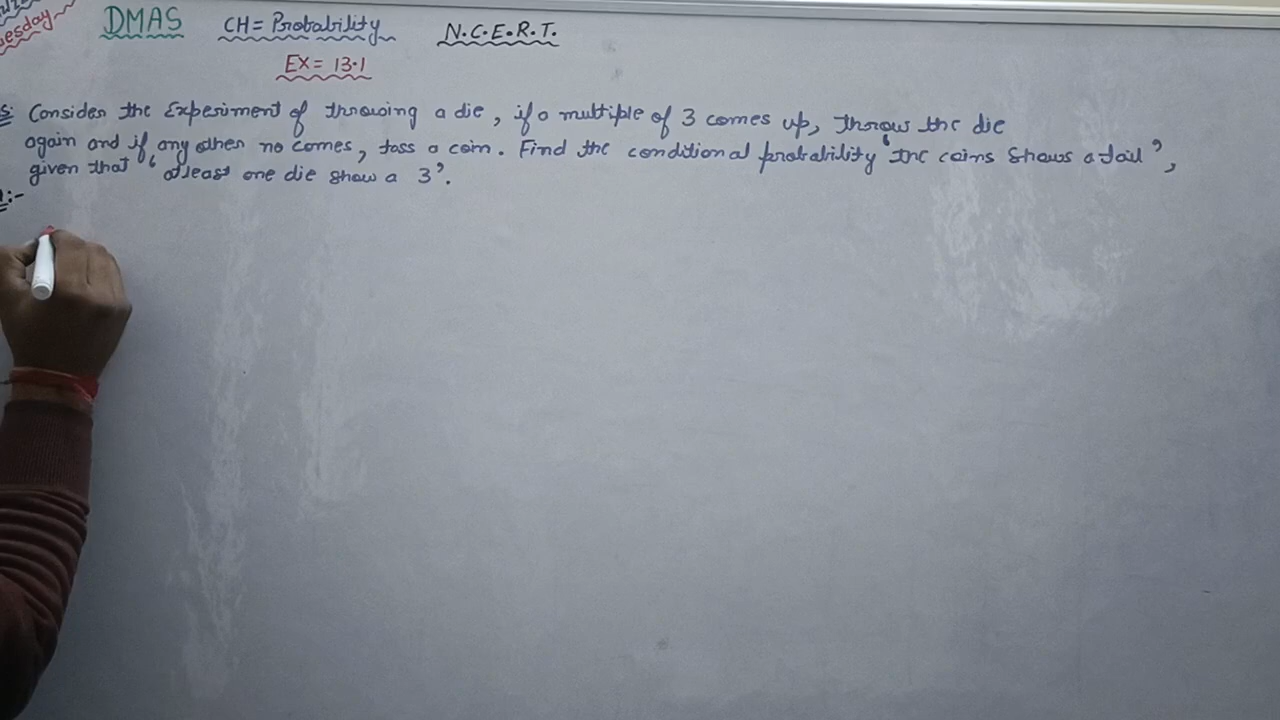 esday
DMAS CH = Probability N.C.E.R.T.
EX = 13.1
Consider the Experiment of throwing a die, if a multiple of 3 comes up, throw the die
again and if any other no comes, toss a coin. Find the conditional probability ' the coins shows a tail ',
given that ' atleast one die show a 3 '.
:-